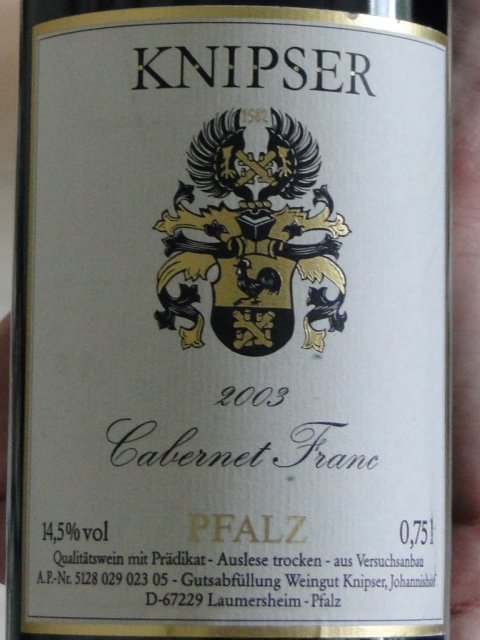 KNIPSER
1582
2003
Cabernet Franc
14,5% vol PFALZ 0,75 l
Qualitätswein mit Prädikat - Auslese trocken - aus Versuchsanbau
A.P.-Nr. 5128 029 023 05 - Gutsabfüllung Weingut Knipser, Johannishof
D-67229 Laumersheim - Pfalz